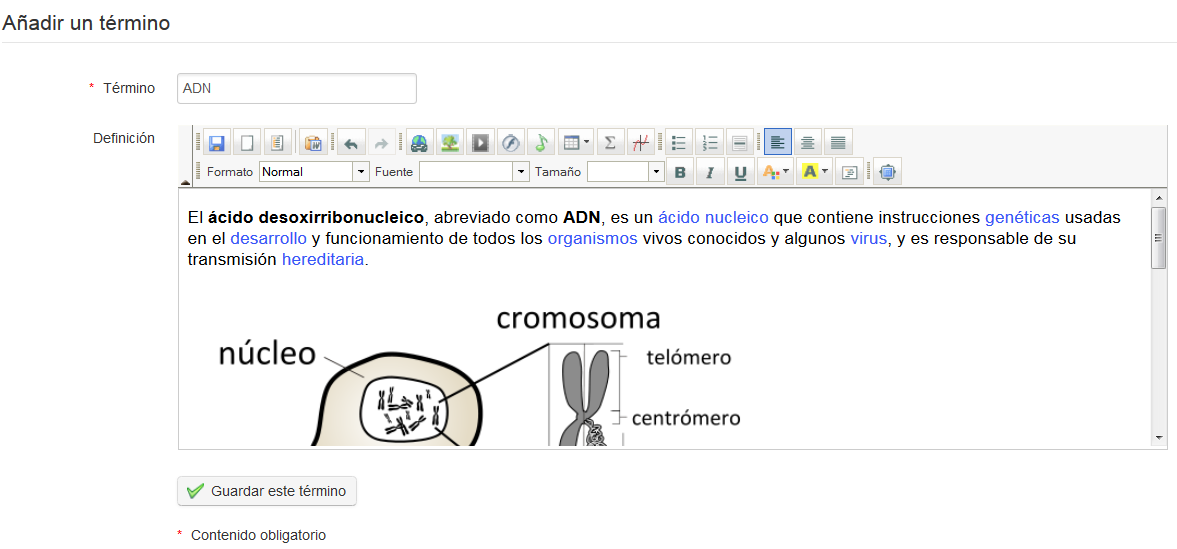 Añadir un término
* Término ADN
Definición
Formato Normal Fuente Tamaño B I U A A
El ácido desoxirribonucleico, abreviado como ADN, es un ácido nucleico que contiene instrucciones genéticas usadas
en el desarrollo y funcionamiento de todos los organismos vivos conocidos y algunos virus, y es responsable de su
transmisión hereditaria.
cromosoma
núcleo
telómero
centrómero
Guardar este término
* Contenido obligatorio